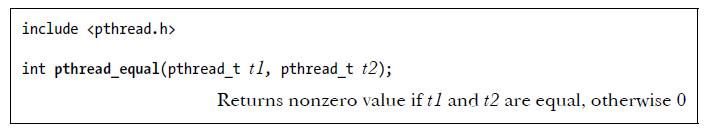 include <pthread.h>
int pthread_equal(pthread_t t1, pthread_t t2);
Returns nonzero value if t1 and t2 are equal, otherwise 0